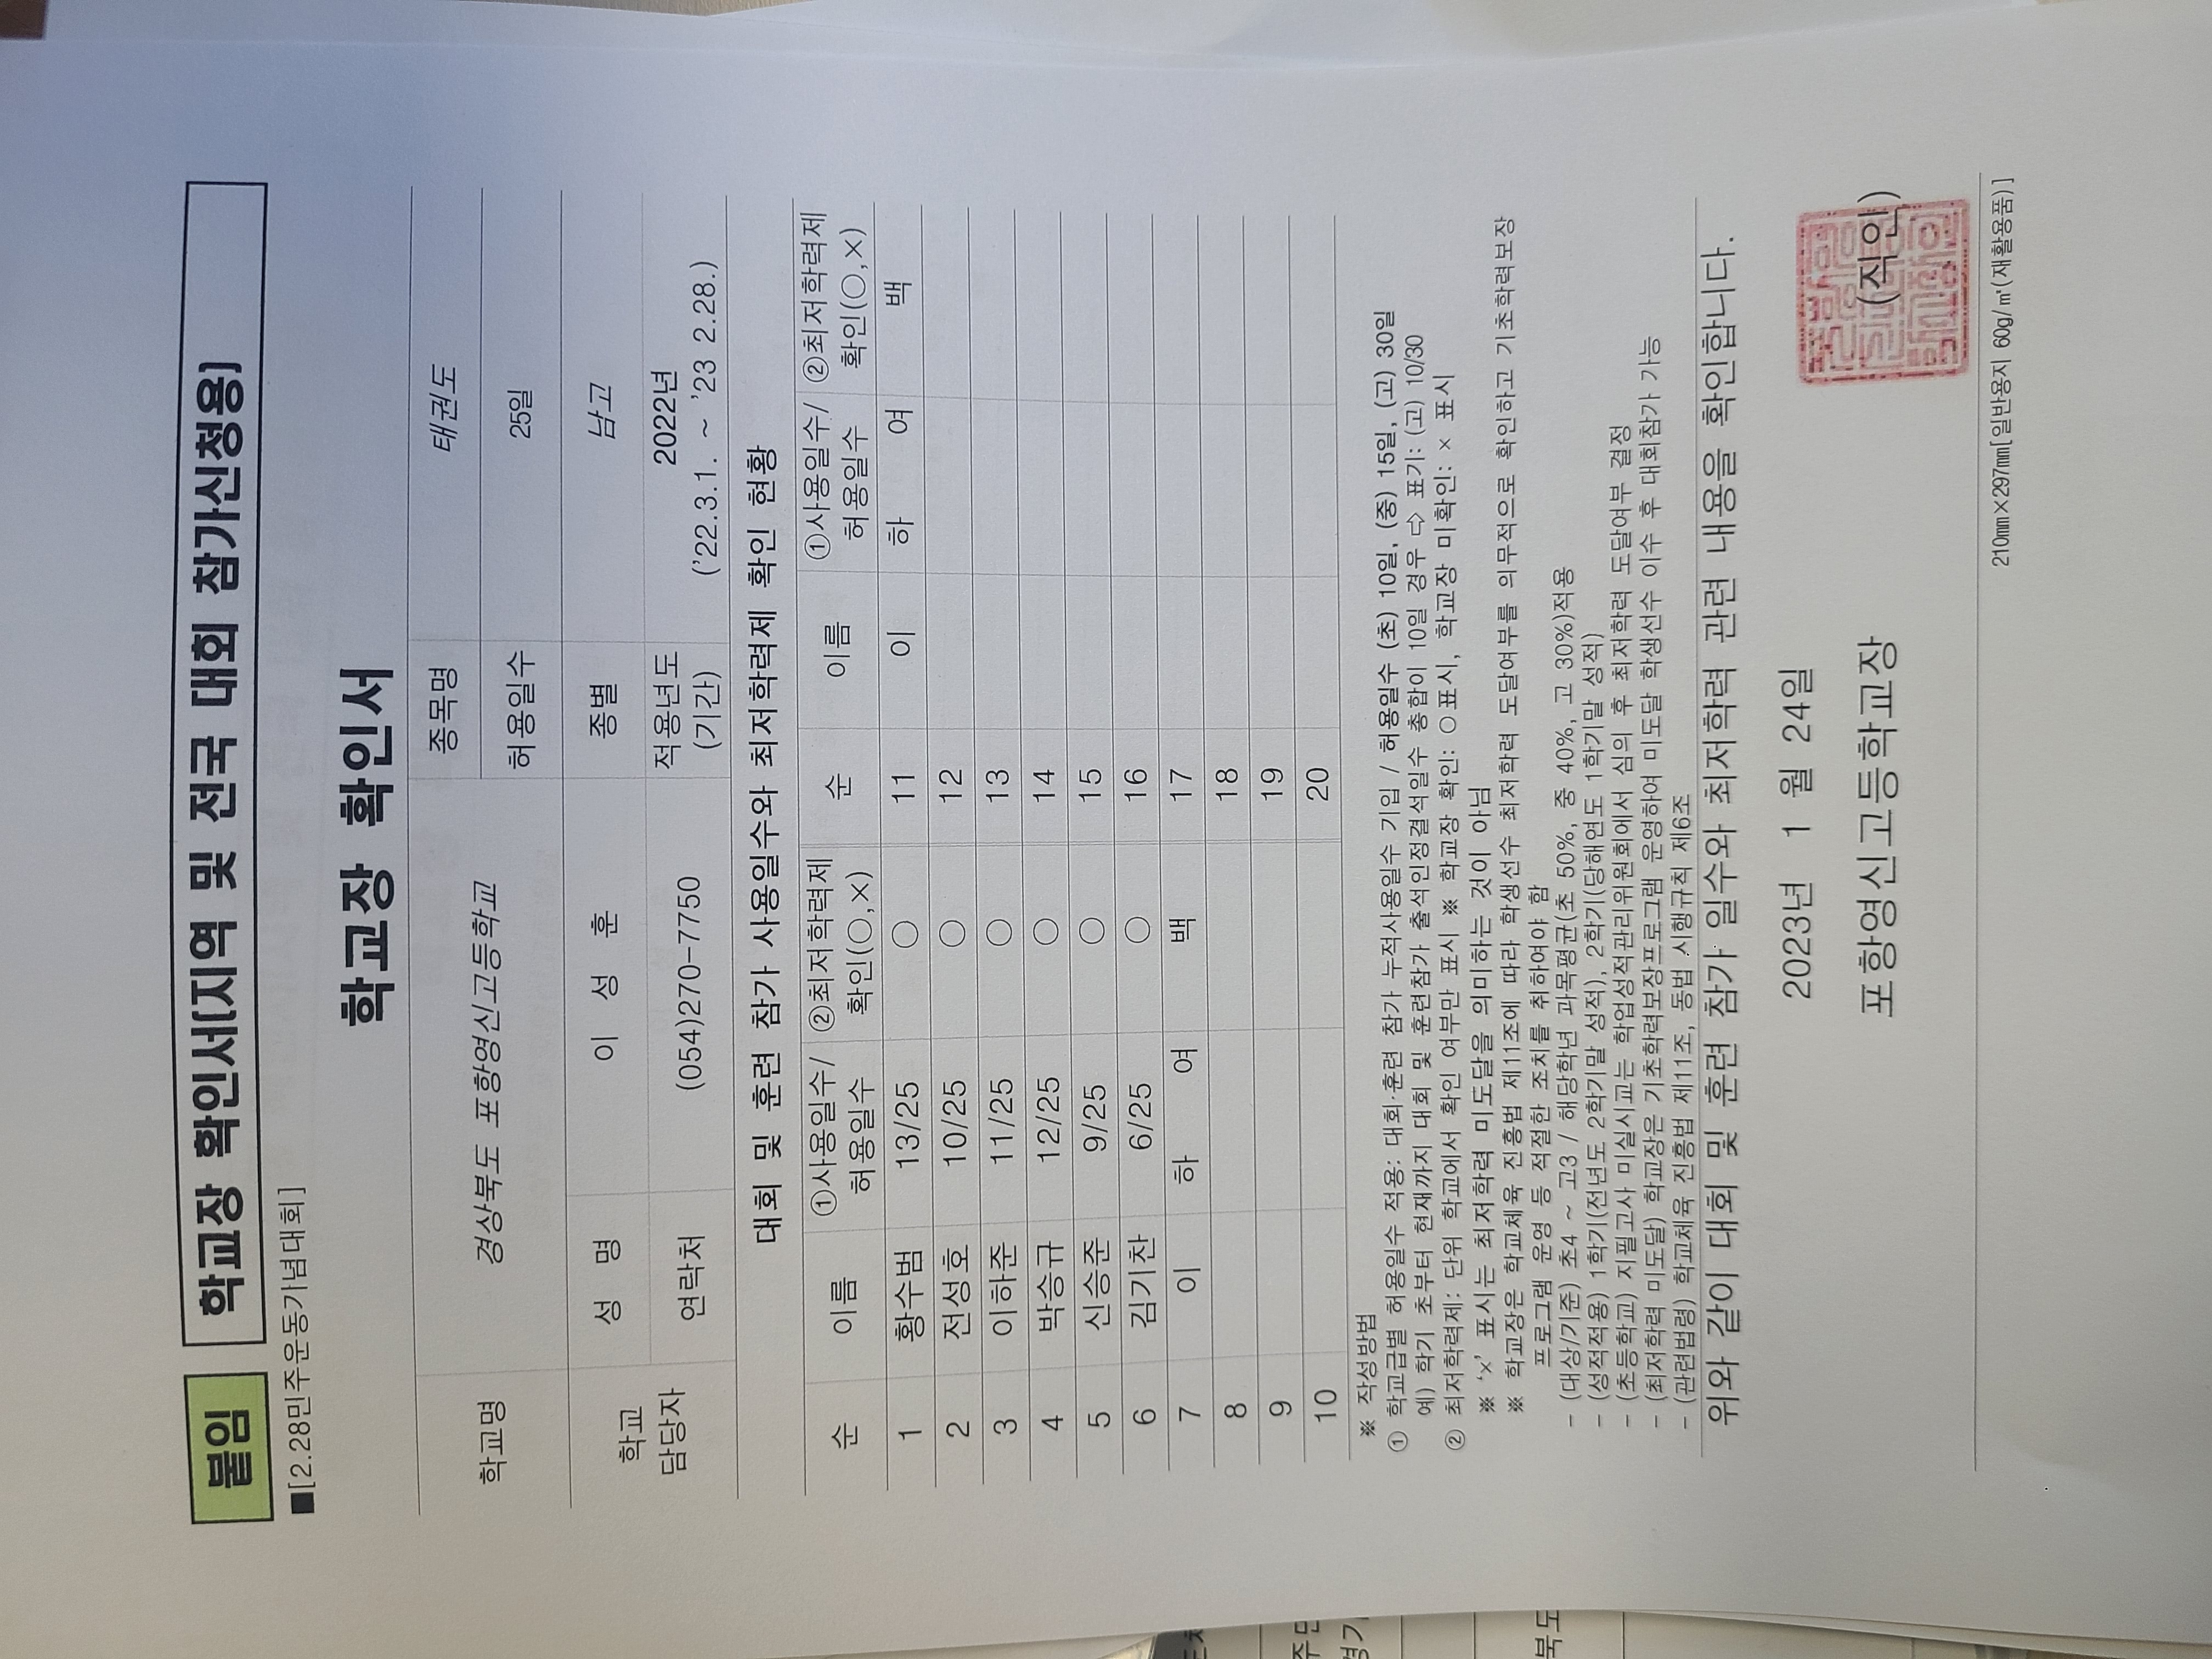 붙임 학교장 확인서(지역 및 전국 대회 참가신청용)
■[2.28민주운동기념대회]
학교장 확인서
학교명 경상북도 포항영신고등학교 종목명 태권도
허용일수 25일
학교 담당자 성 명 이 성 훈 종별 남고
연락처 (054)270-7750 적용년도 (기간) 2022년 ('22.3.1. ~ '23 2.28.)
대회 및 훈련 참가 사용일수와 최저학력제 확인 현황
순 이름 ①사용일수/허용일수 ②최저학력제 확인(○,×) 순 이름 ①사용일수/허용일수 ②최저학력제 확인(○,×)
1 황수범 13/25 ○ 11 이 하 여 백
2 전성호 10/25 ○ 12
3 이하준 11/25 ○ 13
4 박승규 12/25 ○ 14
5 신승준 9/25 ○ 15
6 김기찬 6/25 ○ 16
7 이 하 여 백 17
8 18
9 19
10 20
※ 작성방법
① 학교급별 허용일수 적용: 대회·훈련 참가 누적사용일수 기입 / 허용일수 (초) 10일, (중) 15일, (고) 30일
예) 학기 초부터 현재까지 대회 및 훈련참가 출석인정결석일수 총합이 10일 경우 ⇨ 표기: (고) 10/30
② 최저학력제: 단위 학교에서 확인 여부만 표시 ※ 학교장 확인: ○표시, 학교장 미확인: × 표시
※ '×' 표시는 최저학력 미도달을 의미하는 것이 아님
※ 학교장은 학교체육 진흥법 제11조에 따라 학생선수 최저학력 도달여부를 의무적으로 확인하고 기초학력보장
프로그램 운영 등 적절한 조치를 취하여야 함
- (대상/기준) 초4 ~ 고3 / 해당학년 과목평균(초 50%, 중 40%, 고 30%)적용
- (성적적용) 1학기(전년도 2학기말 성적), 2학기(당해연도 1학기말 성적)
- (초등학교) 지필고사 미실시교는 학업성적관리위원회에서 심의 후 최저학력 도달여부 결정
- (최저학력 미도달) 학교장은 기초학력보장프로그램 운영하여 미도달 학생선수 이수 후 대회참가 가능
- (관련법령) 학교체육 진흥법 제11조, 동법 시행규칙 제6조
위와 같이 대회 및 훈련 참가 일수와 최저학력 관련 내용을 확인합니다.
2023년 1 월 24일
포항영신고등학교장 (직인)
210㎜×297㎜[일반용지 60g/㎡(재활용품)]